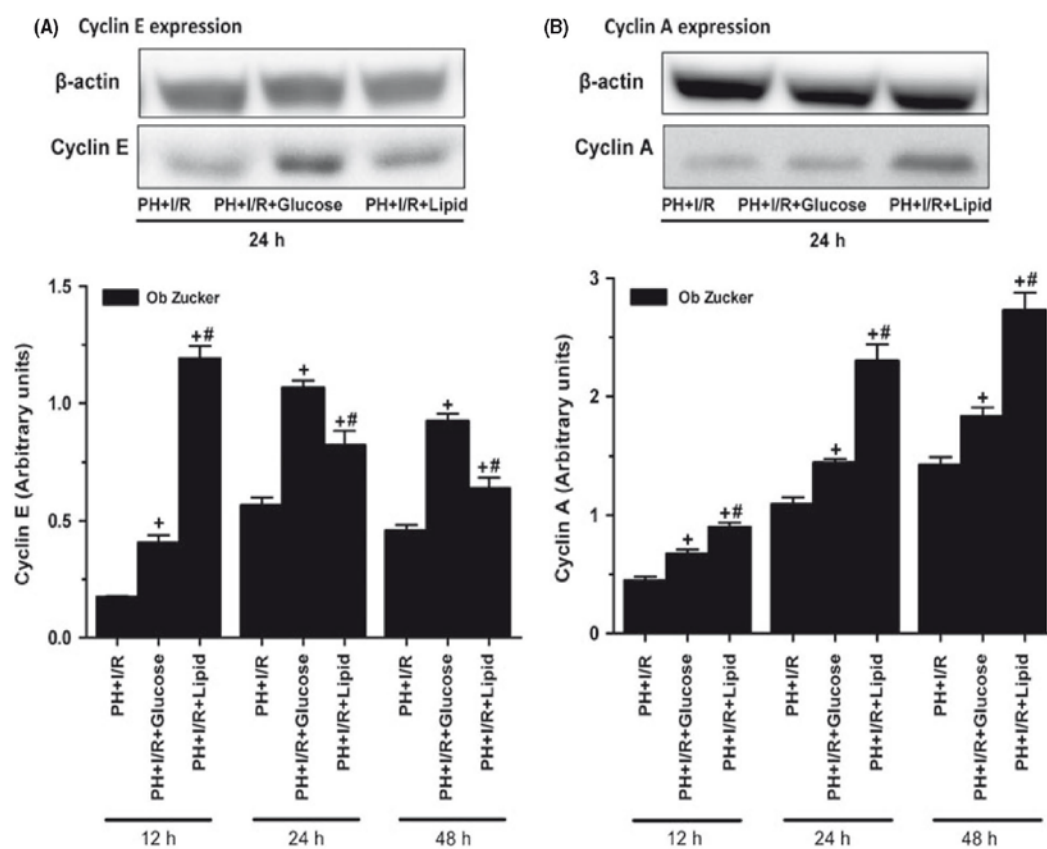 (A) Cyclin E expression
β-actin
Cyclin E
PH+I/R PH+I/R+Glucose PH+I/R+Lipid
24 h
Cyclin E (Arbitrary units)
1.5
1.0
0.5
0.0
Ob Zucker
+
+#
+
+#
+
+#
PH+I/R
PH+I/R+Glucose
PH+I/R+Lipid
PH+I/R
PH+I/R+Glucose
PH+I/R+Lipid
PH+I/R
PH+I/R+Glucose
PH+I/R+Lipid
12 h 24 h 48 h
(B) Cyclin A expression
β-actin
Cyclin A
PH+I/R PH+I/R+Glucose PH+I/R+Lipid
24 h
Cyclin A (Arbitrary units)
3
2
1
0
Ob Zucker
+
+#
+
+#
+
+#
PH+I/R
PH+I/R+Glucose
PH+I/R+Lipid
PH+I/R
PH+I/R+Glucose
PH+I/R+Lipid
PH+I/R
PH+I/R+Glucose
PH+I/R+Lipid
12 h 24 h 48 h